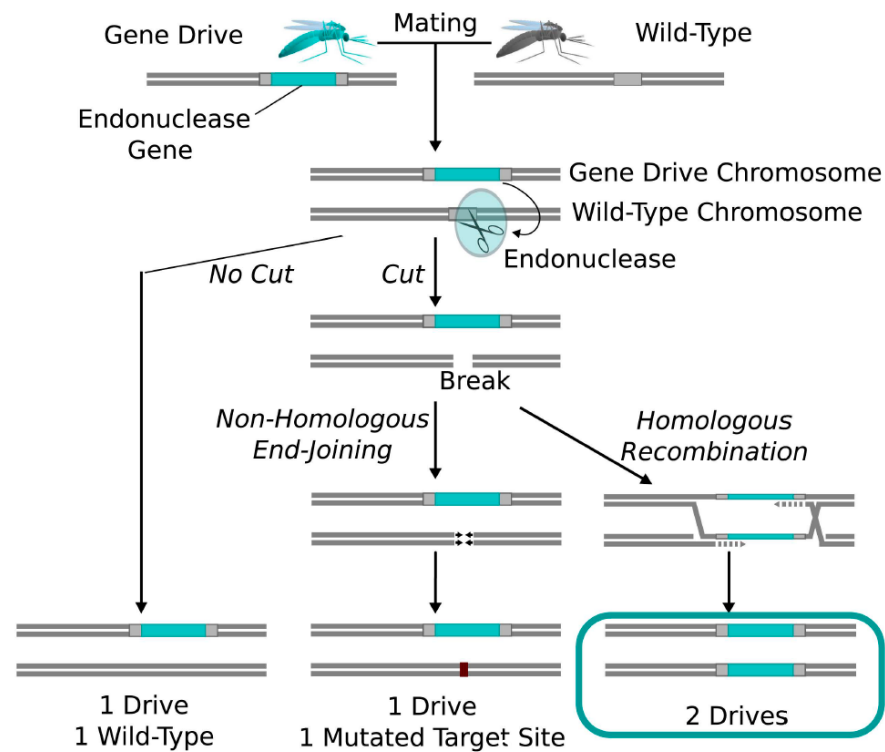 Gene Drive
Mating
Wild-Type
Endonuclease
Gene
Gene Drive Chromosome
Wild-Type Chromosome
Endonuclease
No Cut
Cut
Break
Non-Homologous
End-Joining
Homologous
Recombination
1 Drive
1 Wild-Type
1 Drive
1 Mutated Target Site
2 Drives